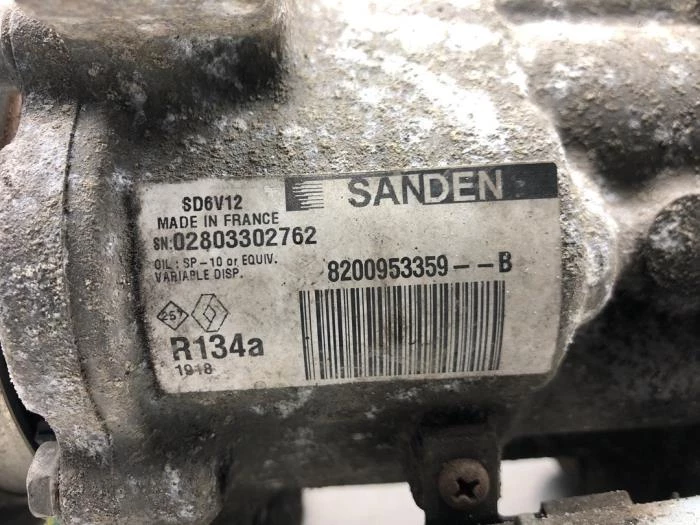 SANDEN
SD6V12
MADE IN FRANCE
SN:02803302762
OIL : SP-10 or EQUIV.
VARIABLE DISP.
8200953359--B
R134a
1918